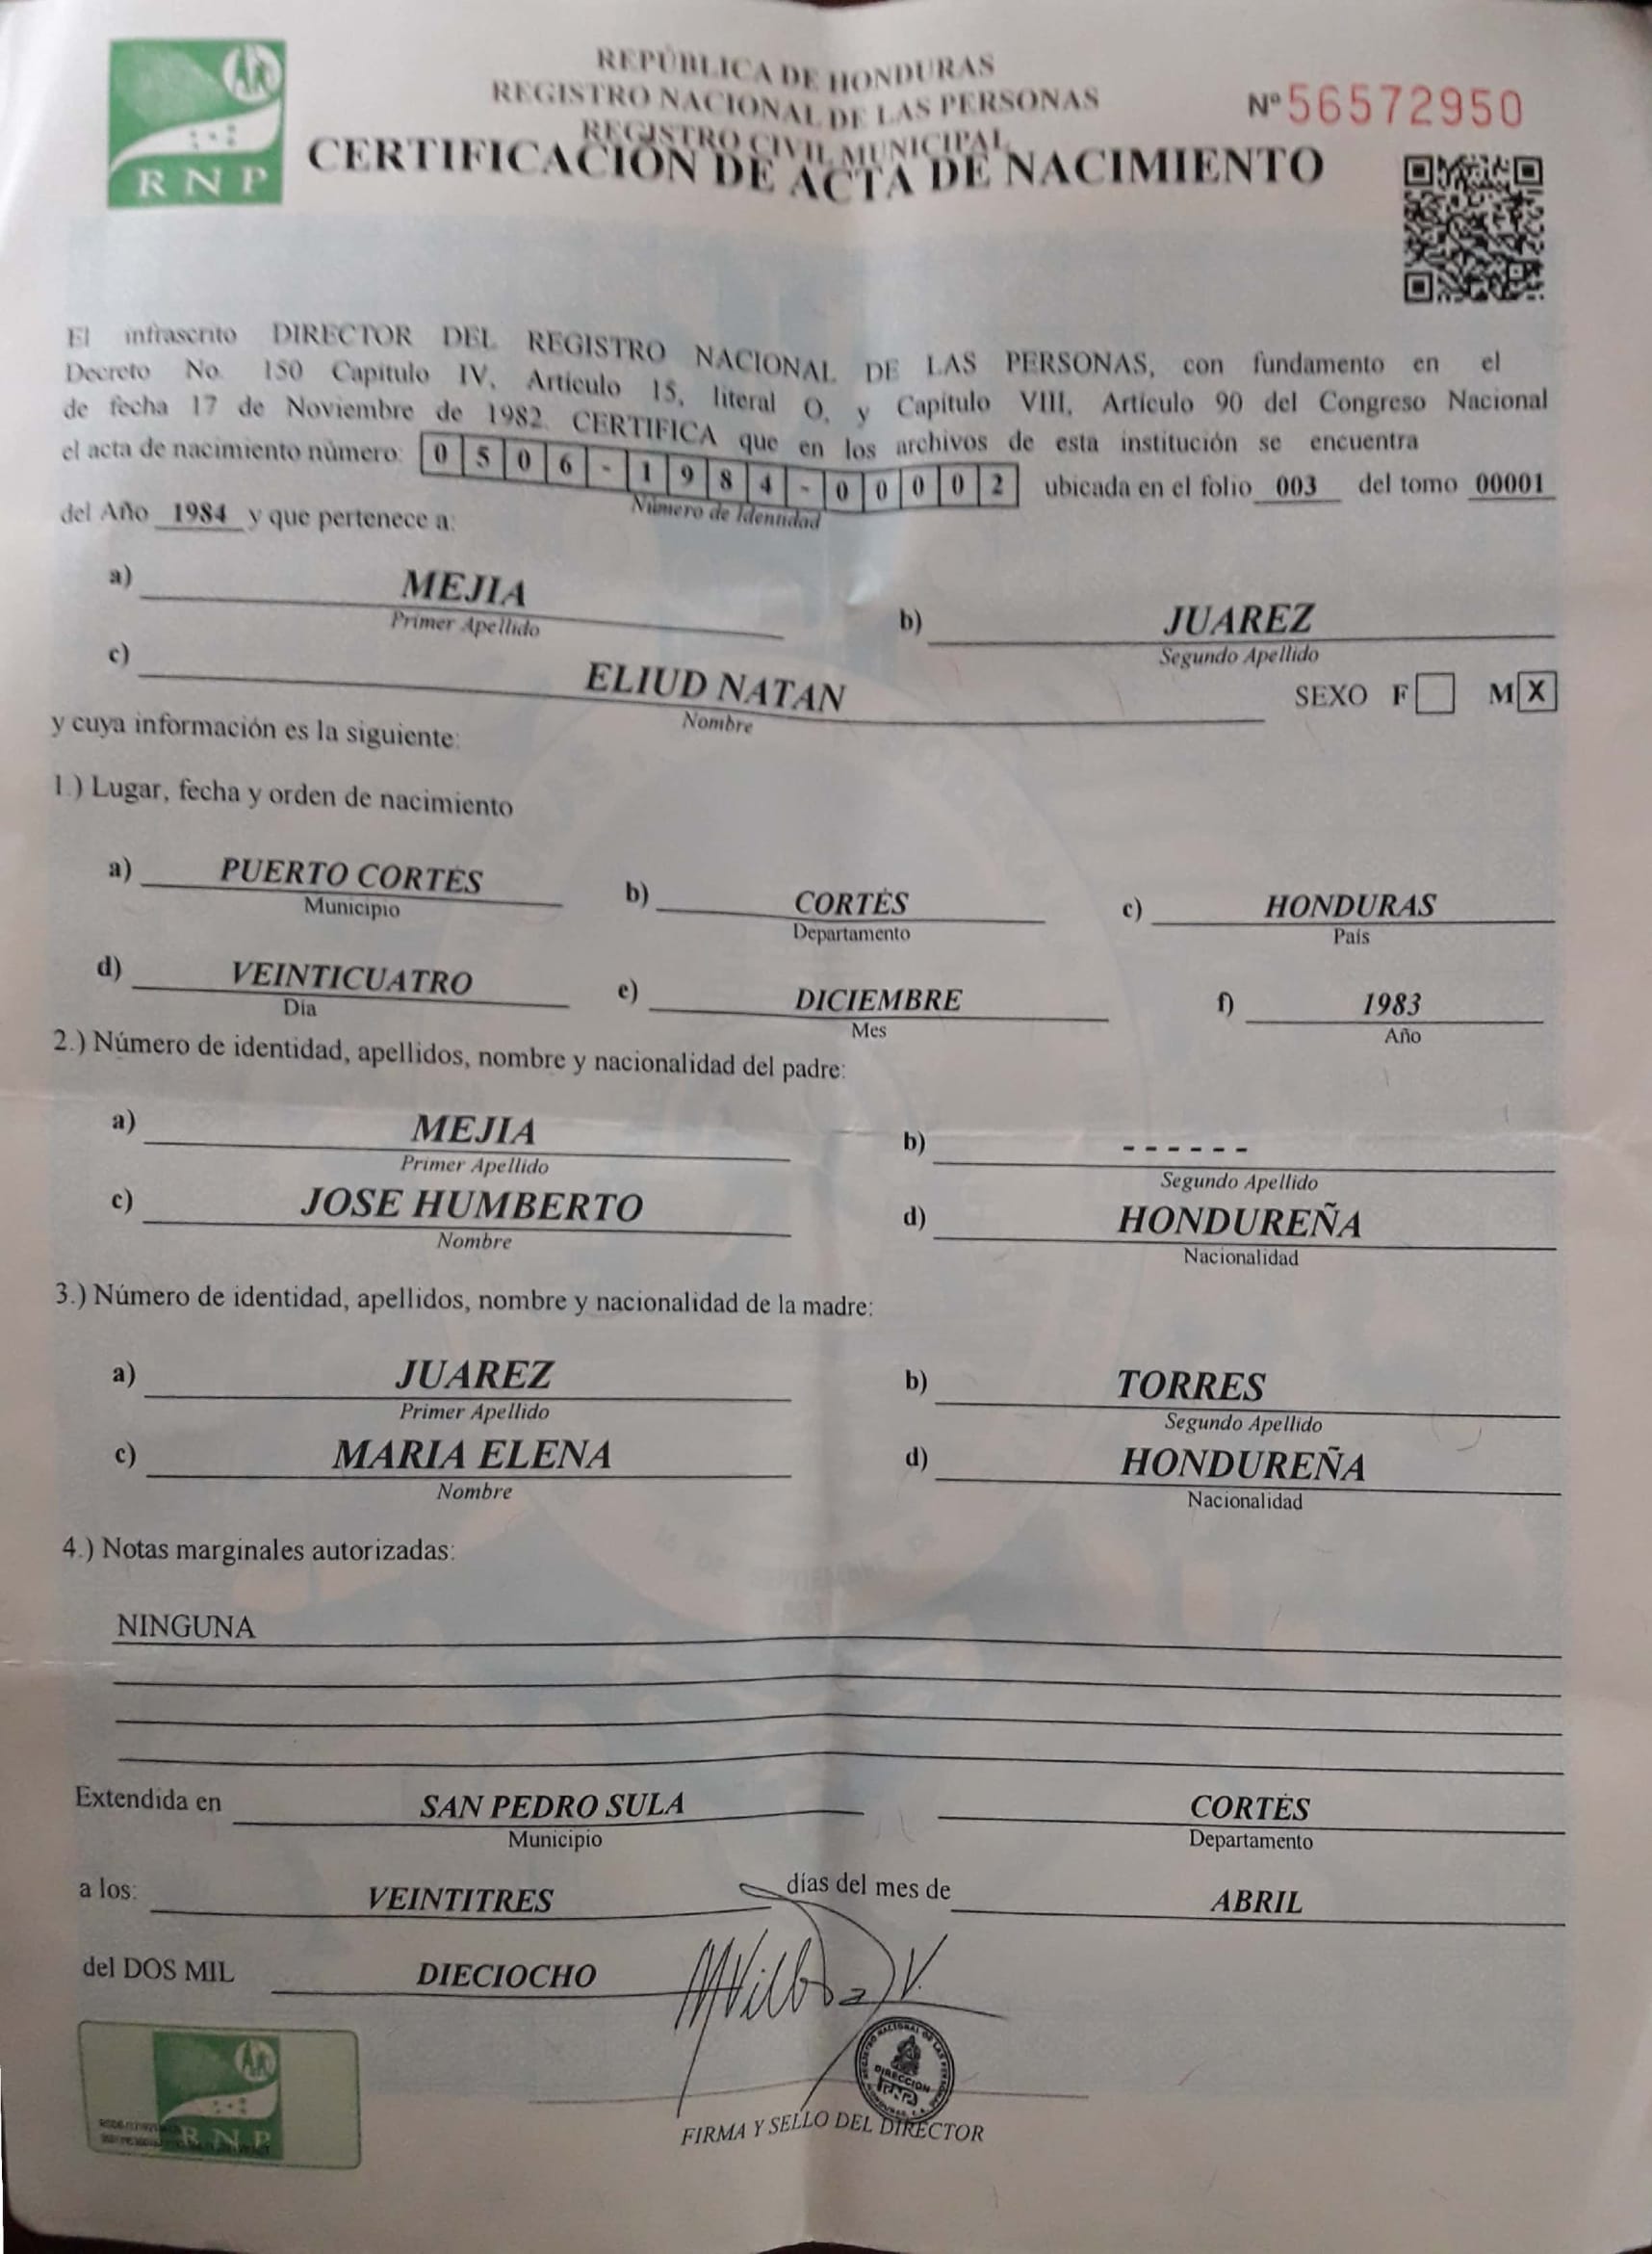 RNP
REPÚBLICA DE HONDURAS
REGISTRO NACIONAL DE LAS PERSONAS
REGISTRO CIVIL MUNICIPAL
CERTIFICACIÓN DE ACTA DE NACIMIENTO
Nº 56572950
El infrascrito DIRECTOR DEL REGISTRO NACIONAL DE LAS PERSONAS, con fundamento en el
Decreto No. 150 Capitulo IV, Artículo 15, literal O, y Capítulo VIII, Artículo 90 del Congreso Nacional
de fecha 17 de Noviembre de 1982. CERTIFICA que en los archivos de esta institución se encuentra
el acta de nacimiento número: 0506-1984-00002 ubicada en el folio 003 del tomo 00001
Número de Identidad
del Año 1984 y que pertenece a:
a) MEJIA b) JUAREZ
Primer Apellido Segundo Apellido
c) ELIUD NATAN SEXO F M X
Nombre
y cuya información es la siguiente:
1.) Lugar, fecha y orden de nacimiento
a) PUERTO CORTÉS b) CORTÉS c) HONDURAS
Municipio Departamento País
d) VEINTICUATRO e) DICIEMBRE f) 1983
Día Mes Año
2.) Número de identidad, apellidos, nombre y nacionalidad del padre:
a) MEJIA b) - - - - - -
Primer Apellido Segundo Apellido
c) JOSE HUMBERTO d) HONDUREÑA
Nombre Nacionalidad
3.) Número de identidad, apellidos, nombre y nacionalidad de la madre:
a) JUAREZ b) TORRES
Primer Apellido Segundo Apellido
c) MARIA ELENA d) HONDUREÑA
Nombre Nacionalidad
4.) Notas marginales autorizadas:
NINGUNA
Extendida en SAN PEDRO SULA CORTÉS
Municipio Departamento
a los: VEINTITRES días del mes de ABRIL
del DOS MIL DIECIOCHO
DIRECCION
FIRMA Y SELLO DEL DIRECTOR
RNP